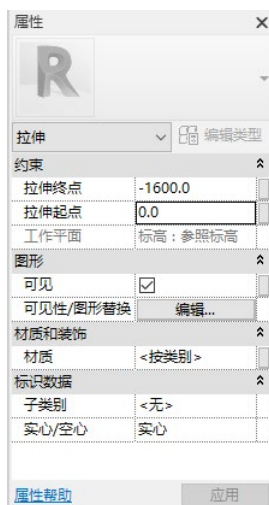 属性
R
拉伸 编辑类型
约束
拉伸终点 -1600.0
拉伸起点 0.0
工作平面 标高：参照标高
图形
可见
可见性/图形替换 编辑...
材质和装饰
材质 <按类别>
标识数据
子类别 <无>
实心/空心 实心
属性帮助 应用